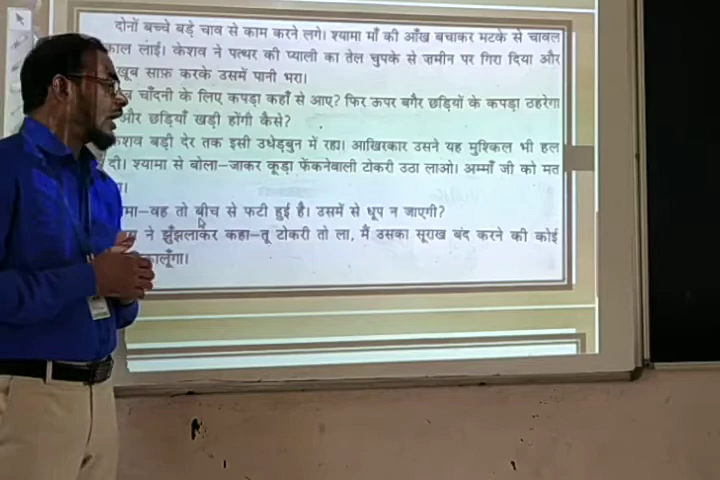 दोनों बच्चे बड़े चाव से काम करने लगे। श्यामा माँ की आँख बचाकर मटके से चावल
लाई। केशव ने पत्थर की प्याली का तेल चुपके से ज़मीन पर गिरा दिया और
खूब साफ़ करके उसमें पानी भरा।
चाँदनी के लिए कपड़ा कहाँ से आए? फिर ऊपर बगैर छड़ियों के कपड़ा ठहरेगा
और छड़ियाँ खड़ी होंगी कैसे?
बड़ी देर तक इसी उधेड़बुन में रहा। आखिरकार उसने यह मुश्किल भी हल
दी। श्यामा से बोला—जाकर कूड़ा फेंकनेवाली टोकरी उठा लाओ। अम्माँ जी को मत
—वह तो बीच से फटी हुई है। उसमें से धूप न जाएगी?
ने झुँझलाकर कहा—तू टोकरी तो ला, मैं उसका सूराख बंद करने की कोई